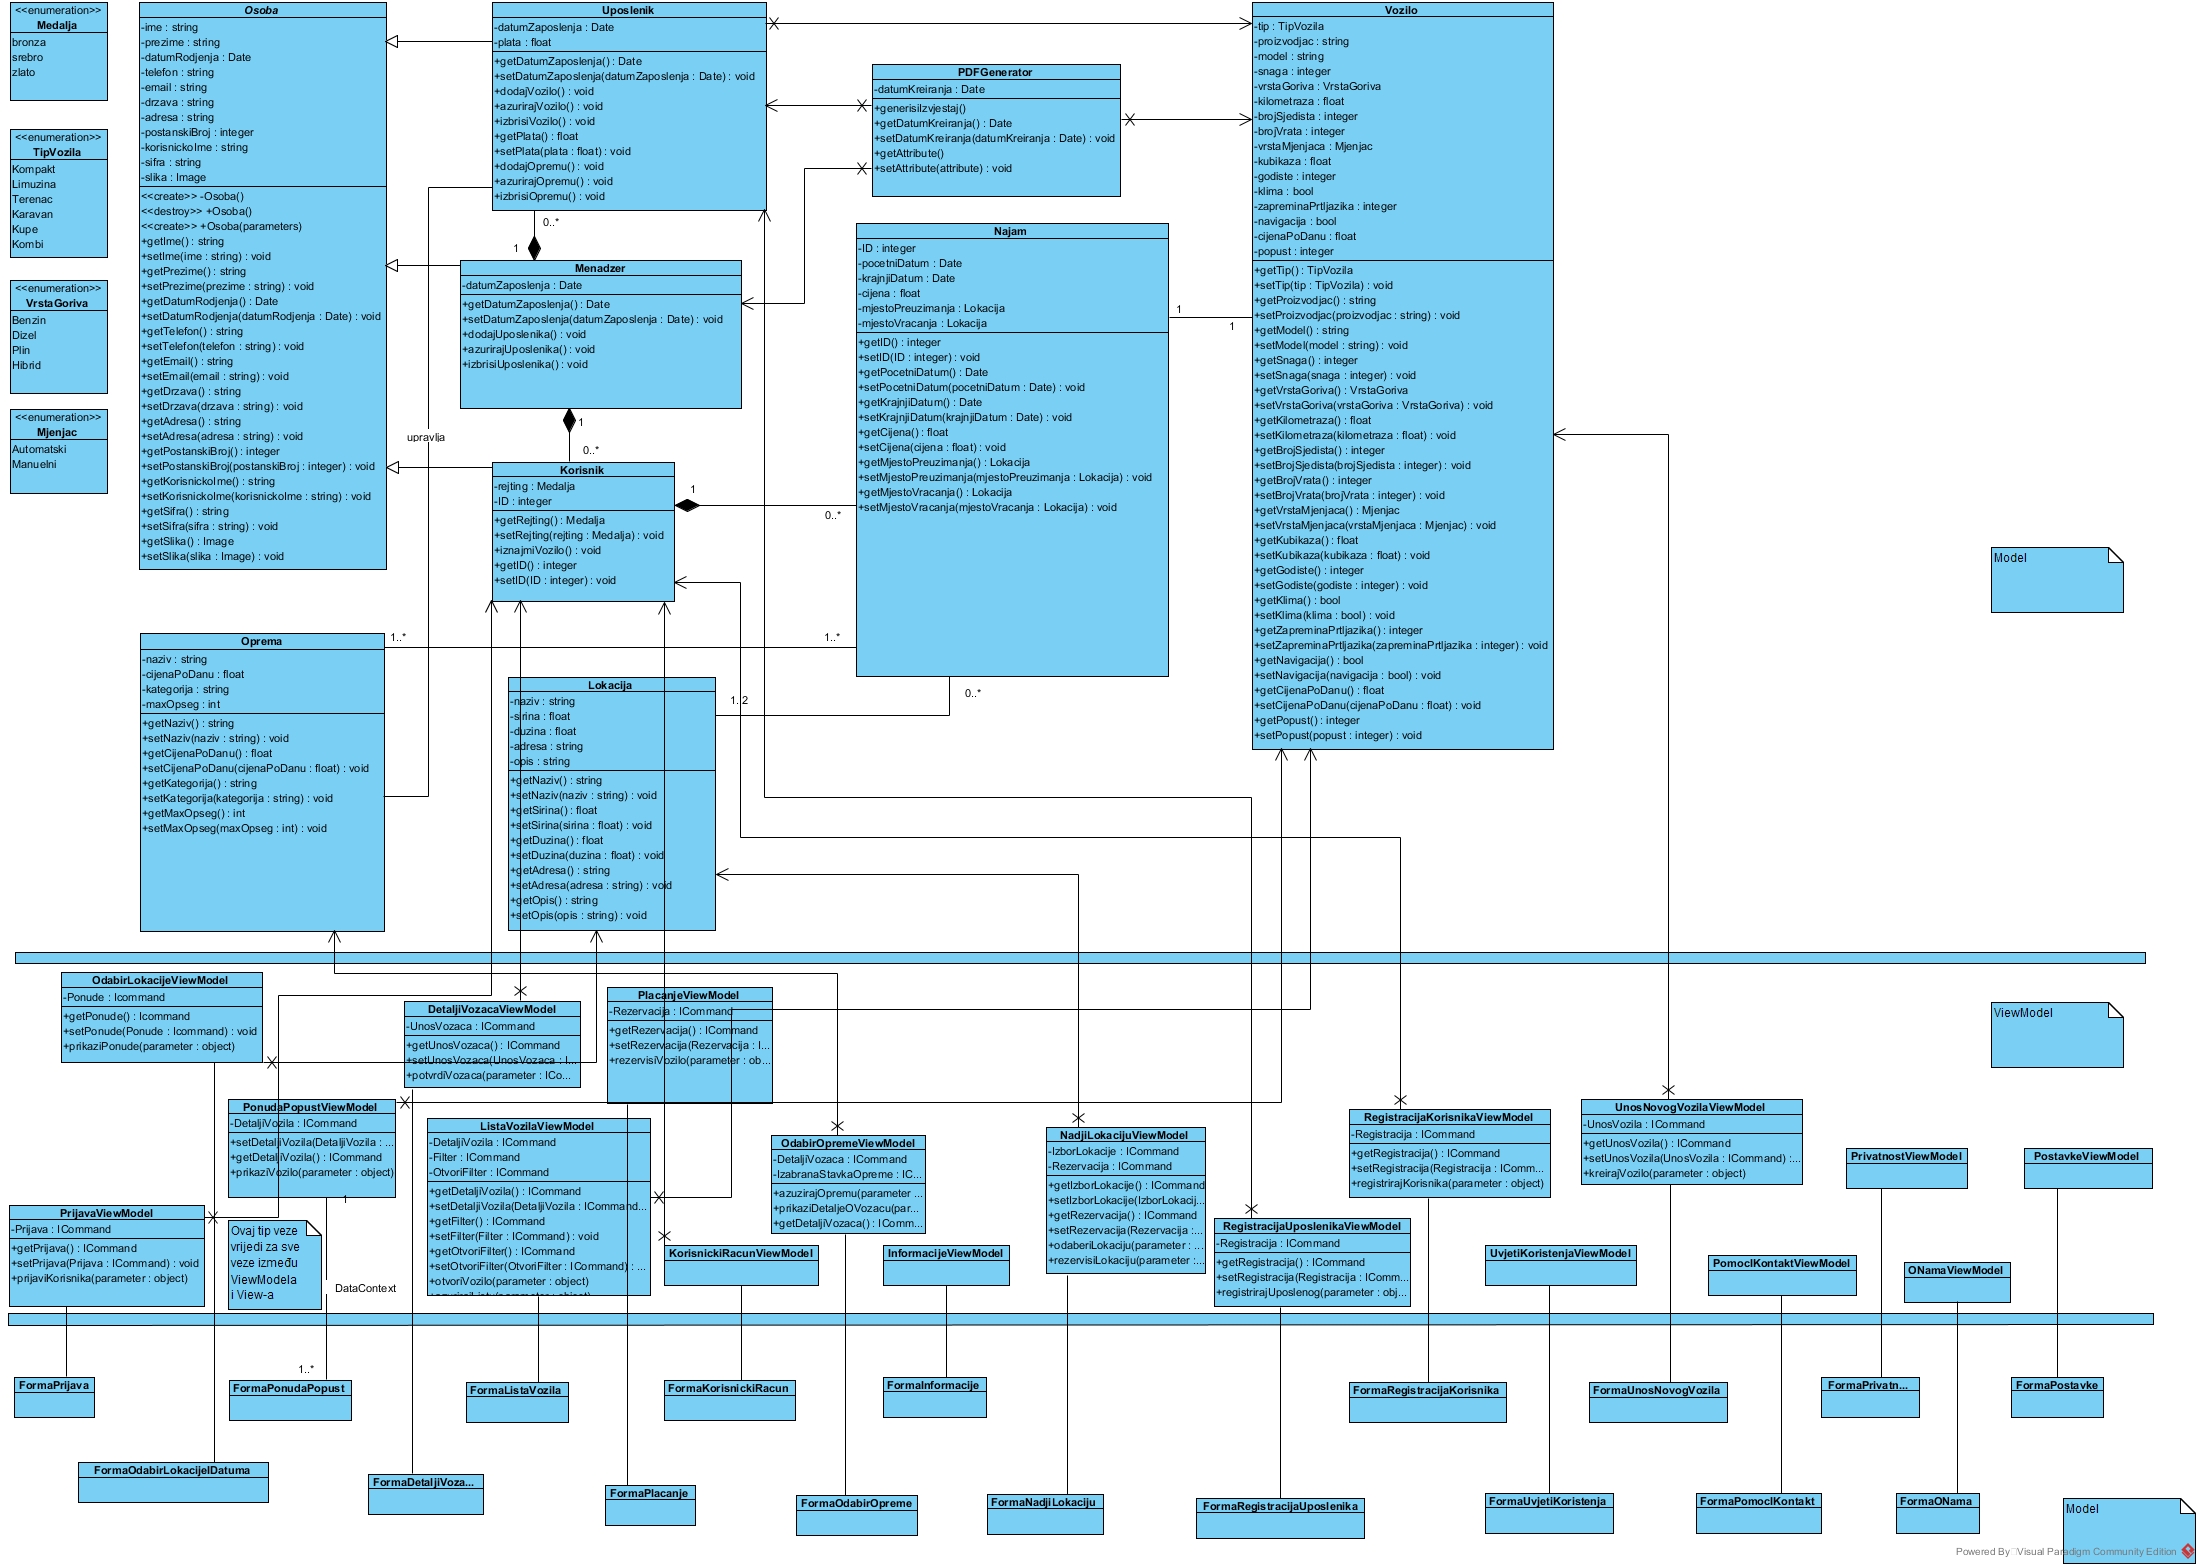 <<enumeration>>
Medalja
bronza
srebro
zlato
<<enumeration>>
TipVozila
Kompakt
Limuzina
Terenac
Karavan
Kupe
Kombi
<<enumeration>>
VrstaGoriva
Benzin
Dizel
Plin
Hibrid
<<enumeration>>
Mjenjac
Automatski
Manuelni
Osoba
-ime : string
-prezime : string
-datumRodjenja : Date
-telefon : string
-email : string
-drzava : string
-adresa : string
-postanskiBroj : integer
-korisnickoIme : string
-sifra : string
-slika : Image
<<create>> -Osoba()
<<destroy>> +Osoba()
<<create>> +Osoba(parameters)
+getIme() : string
+setIme(ime : string) : void
+getPrezime() : string
+setPrezime(prezime : string) : void
+getDatumRodjenja() : Date
+setDatumRodjenja(datumRodjenja : Date) : void
+getTelefon() : string
+setTelefon(telefon : string) : void
+getEmail() : string
+setEmail(email : string) : void
+getDrzava() : string
+setDrzava(drzava : string) : void
+getAdresa() : string
+setAdresa(adresa : string) : void
+getPostanskiBroj() : integer
+setPostanskiBroj(postanskiBroj : integer) : void
+getKorisnickoIme() : string
+setKorisnickoIme(korisnickoIme : string) : void
+getSifra() : string
+setSifra(sifra : string) : void
+getSlika() : Image
+setSlika(slika : Image) : void
Uposlenik
-datumZaposlenja : Date
-plata : float
+getDatumZaposlenja() : Date
+setDatumZaposlenja(datumZaposlenja : Date) : void
+dodajVozilo() : void
+azurirajVozilo() : void
+izbrisiVozilo() : void
+getPlata() : float
+setPlata(plata : float) : void
+dodajOpremu() : void
+azurirajOpremu() : void
+izbrisiOpremu() : void
0..*
1
Menadzer
-datumZaposlenja : Date
+getDatumZaposlenja() : Date
+setDatumZaposlenja(datumZaposlenja : Date) : void
+dodajUposlenika() : void
+azurirajUposlenika() : void
+izbrisiUposlenika() : void
1
0..*
upravlja
Korisnik
-rejting : Medalja
-ID : integer
+getRejting() : Medalja
+setRejting(rejting : Medalja) : void
+iznajmiVozilo() : void
+getID() : integer
+setID(ID : integer) : void
1
0..*
PDFGenerator
-datumKreiranja : Date
+generisiIzvjestaj()
+getDatumKreiranja() : Date
+setDatumKreiranja(datumKreiranja : Date) : void
+getAttribute()
+setAttribute(attribute) : void
Najam
-ID : integer
-pocetniDatum : Date
-krajnjiDatum : Date
-cijena : float
-mjestoPreuzimanja : Lokacija
-mjestoVracanja : Lokacija
+getID() : integer
+setID(ID : integer) : void
+getPocetniDatum() : Date
+setPocetniDatum(pocetniDatum : Date) : void
+getKrajnjiDatum() : Date
+setKrajnjiDatum(krajnjiDatum : Date) : void
+getCijena() : float
+setCijena(cijena : float) : void
+getMjestoPreuzimanja() : Lokacija
+setMjestoPreuzimanja(mjestoPreuzimanja : Lokacija) : void
+getMjestoVracanja() : Lokacija
+setMjestoVracanja(mjestoVracanja : Lokacija) : void
1
1
Vozilo
-tip : TipVozila
-proizvodjac : string
-model : string
-snaga : integer
-vrstaGoriva : VrstaGoriva
-kilometraza : float
-brojSjedista : integer
-brojVrata : integer
-vrstaMjenjaca : Mjenjac
-kubikaza : float
-godiste : integer
-klima : bool
-zapreminaPrtljazika : integer
-navigacija : bool
-cijenaPoDanu : float
-popust : integer
+getTip() : TipVozila
+setTip(tip : TipVozila) : void
+getProizvodjac() : string
+setProizvodjac(proizvodjac : string) : void
+getModel() : string
+setModel(model : string) : void
+getSnaga() : integer
+setSnaga(snaga : integer) : void
+getVrstaGoriva() : VrstaGoriva
+setVrstaGoriva(vrstaGoriva : VrstaGoriva) : void
+getKilometraza() : float
+setKilometraza(kilometraza : float) : void
+getBrojSjedista() : integer
+setBrojSjedista(brojSjedista : integer) : void
+getBrojVrata() : integer
+setBrojVrata(brojVrata : integer) : void
+getVrstaMjenjaca() : Mjenjac
+setVrstaMjenjaca(vrstaMjenjaca : Mjenjac) : void
+getKubikaza() : float
+setKubikaza(kubikaza : float) : void
+getGodiste() : integer
+setGodiste(godiste : integer) : void
+getKlima() : bool
+setKlima(klima : bool) : void
+getZapreminaPrtljazika() : integer
+setZapreminaPrtljazika(zapreminaPrtljazika : integer) : void
+getNavigacija() : bool
+setNavigacija(navigacija : bool) : void
+getCijenaPoDanu() : float
+setCijenaPoDanu(cijenaPoDanu : float) : void
+getPopust() : integer
+setPopust(popust : integer) : void
Model
Oprema
-naziv : string
-cijenaPoDanu : float
-kategorija : string
-maxOpseg : int
+getNaziv() : string
+setNaziv(naziv : string) : void
+getCijenaPoDanu() : float
+setCijenaPoDanu(cijenaPoDanu : float) : void
+getKategorija() : string
+setKategorija(kategorija : string) : void
+getMaxOpseg() : int
+setMaxOpseg(maxOpseg : int) : void
1..*
1..*
Lokacija
-naziv : string
-sirina : float
-duzina : float
-adresa : string
-opis : string
+getNaziv() : string
+setNaziv(naziv : string) : void
+getSirina() : float
+setSirina(sirina : float) : void
+getDuzina() : float
+setDuzina(duzina : float) : void
+getAdresa() : string
+setAdresa(adresa : string) : void
+getOpis() : string
+setOpis(opis : string) : void
1..2
0..*
OdabirLokacijeViewModel
-Ponude : Icommand
+getPonude() : Icommand
+setPonude(Ponude : Icommand) : void
+prikaziPonude(parameter : object)
DetaljiVozacaViewModel
-UnosVozaca : ICommand
+getUnosVozaca() : ICommand
+setUnosVozaca(UnosVozaca : I...
+potvrdiVozaca(parameter : ICo...
PlacanjeViewModel
-Rezervacija : ICommand
+getRezervacija() : ICommand
+setRezervacija(Rezervacija : I...
+rezervisiVozilo(parameter : ob...
ViewModel
PonudaPopustViewModel
-DetaljiVozila : ICommand
+setDetaljiVozila(DetaljiVozila : ...
+getDetaljiVozila() : ICommand
+prikaziVozilo(parameter : object)
1
ListaVozilaViewModel
-DetaljiVozila : ICommand
-Filter : ICommand
-OtvoriFilter : ICommand
+getDetaljiVozila() : ICommand
+setDetaljiVozila(DetaljiVozila : ICommand...
+getFilter() : ICommand
+setFilter(Filter : ICommand) : void
+getOtvoriFilter() : ICommand
+setOtvoriFilter(OtvoriFilter : ICommand) : ...
+otvoriVozilo(parameter : object)
OdabirOpremeViewModel
-DetaljiVozaca : ICommand
-IzabranaStavkaOpreme : IC...
+azuzirajOpremu(parameter ...
+prikaziDetaljeOVozacu(par...
+getDetaljiVozaca() : IComm...
NadjiLokacijuViewModel
-IzborLokacije : ICommand
-Rezervacija : ICommand
+getIzborLokacije() : ICommand
+setIzborLokacije(IzborLokacij...
+getRezervacija() : ICommand
+setRezervacija(Rezervacija :...
+odaberiLokaciju(parameter : ...
+rezervisiLokaciju(parameter :...
RegistracijaKorisnikaViewModel
-Registracija : ICommand
+getRegistracija() : ICommand
+setRegistracija(Registracija : IComm...
+registrirajKorisnika(parameter : object)
UnosNovogVozilaViewModel
-UnosVozila : ICommand
+getUnosVozila() : ICommand
+setUnosVozila(UnosVozila : ICommand) :...
+kreirajVozilo(parameter : object)
PrivatnostViewModel
PostavkeViewModel
PrijavaViewModel
-Prijava : ICommand
+getPrijava() : ICommand
+setPrijava(Prijava : ICommand) : void
+prijaviKorisnika(parameter : object)
Ovaj tip veze
vrijedi za sve
veze između
ViewModela
i View-a
DataContext
KorisnickiRacunViewModel
InformacijeViewModel
RegistracijaUposlenikaViewModel
-Registracija : ICommand
+getRegistracija() : ICommand
+setRegistracija(Registracija : IComm...
+registrirajUposlenog(parameter : obj...
UvjetiKoristenjaViewModel
PomocIKontaktViewModel
ONamaViewModel
1..*
FormaPrijava
FormaPonudaPopust
FormaListaVozila
FormaKorisnickiRacun
FormaInformacije
FormaRegistracijaKorisnika
FormaUnosNovogVozila
FormaPrivatn...
FormaPostavke
FormaOdabirLokacijeIDatuma
FormaDetaljiVoza...
FormaPlacanje
FormaOdabirOpreme
FormaNadjiLokaciju
FormaRegistracijaUposlenika
FormaUvjetiKoristenja
FormaPomocIKontakt
FormaONama
Model
Powered By Visual Paradigm Community Edition